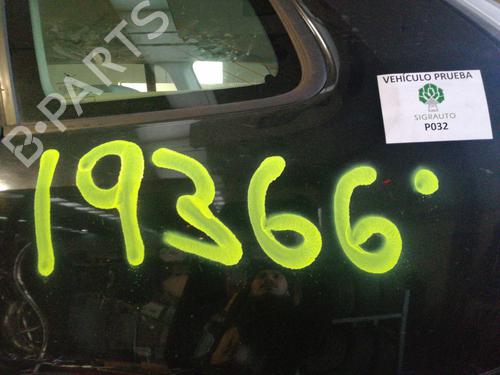 B-PARTS
VEHÍCULO PRUEBA
SIGRAUTO
P032
19366.